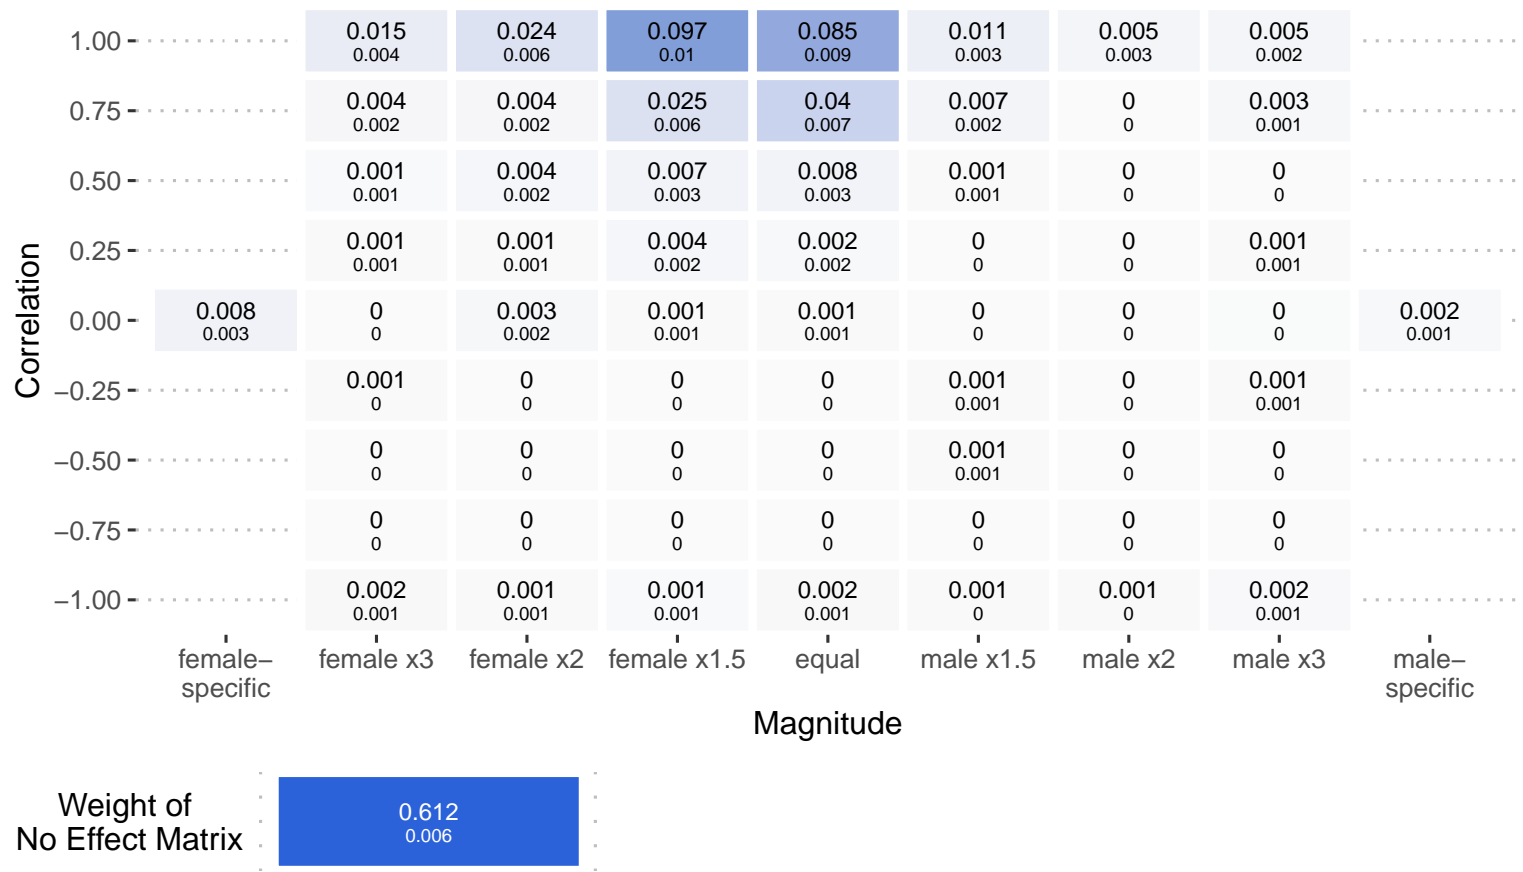 1.00 0.015 0.024 0.097 0.085 0.011 0.005 0.005
0.004 0.006 0.01 0.009 0.003 0.003 0.002
0.75 0.004 0.004 0.025 0.04 0.007 0 0.003
0.002 0.002 0.006 0.007 0.002 0 0.001
0.50 0.001 0.004 0.007 0.008 0.001 0 0
0.001 0.002 0.003 0.003 0.001 0 0
0.25 0.001 0.001 0.004 0.002 0 0 0.001
0.001 0.001 0.002 0.002 0 0 0.001
0.00 0.008 0 0.003 0.001 0.001 0 0 0 0.002
0.003 0 0.002 0.001 0.001 0 0 0 0.001
−0.25 0.001 0 0 0 0.001 0 0.001
0 0 0 0 0.001 0 0.001
−0.50 0 0 0 0 0.001 0 0
0 0 0 0 0.001 0 0
−0.75 0 0 0 0 0 0 0
0 0 0 0 0 0 0
−1.00 0.002 0.001 0.001 0.002 0.001 0.001 0.002
0.001 0.001 0.001 0.001 0 0 0.001
Correlation
female− female x3 female x2 female x1.5 equal male x1.5 male x2 male x3 male−
specific specific
Magnitude
Weight of
No Effect Matrix
0.612
0.006